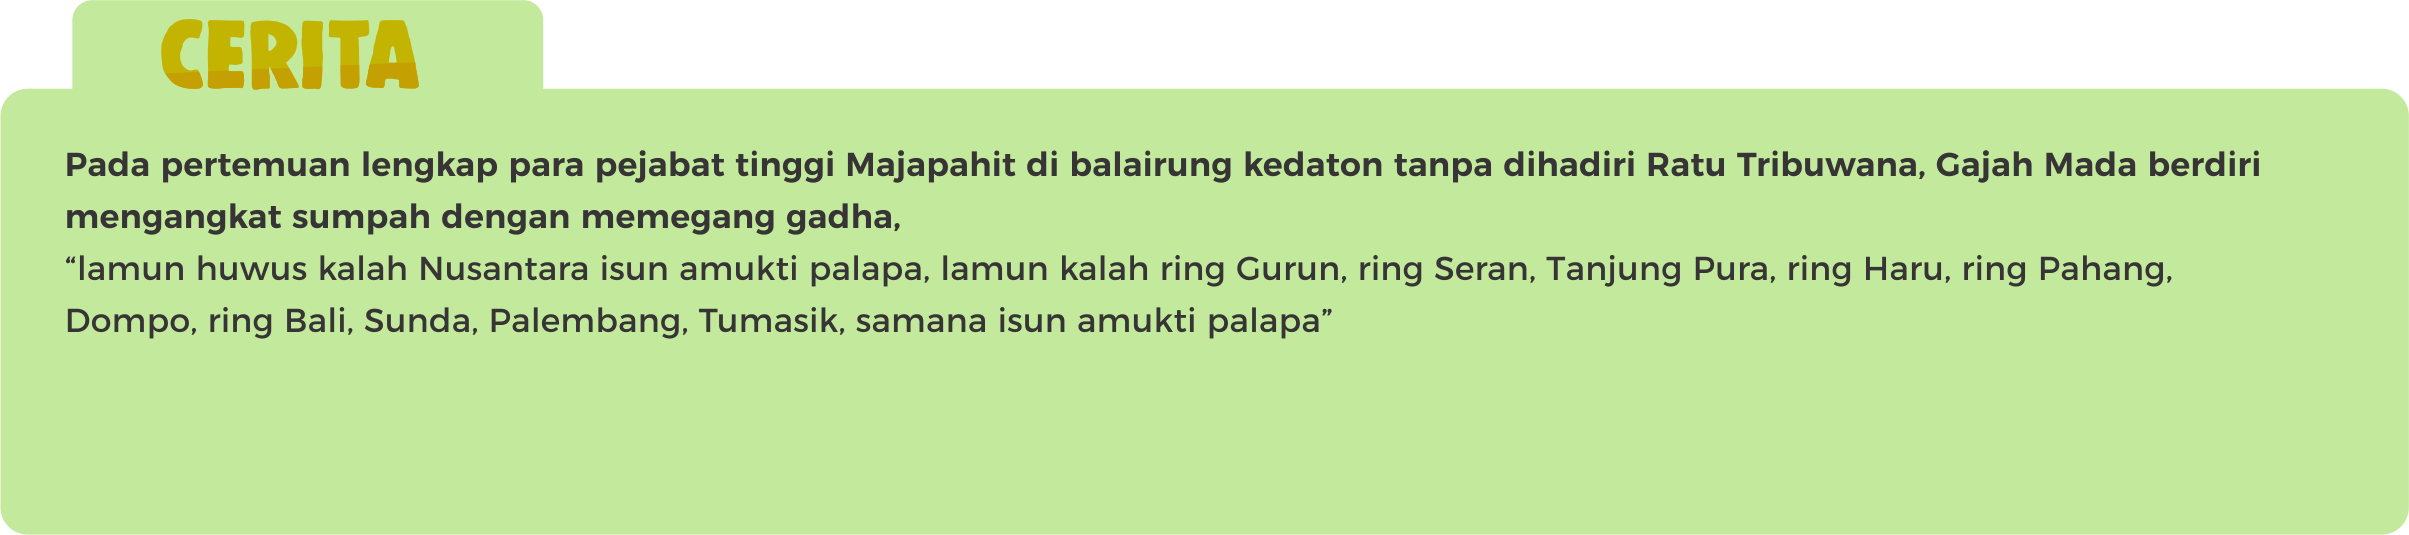 CERITA
Pada pertemuan lengkap para pejabat tinggi Majapahit di balairung kedaton tanpa dihadiri Ratu Tribuwana, Gajah Mada berdiri
mengangkat sumpah dengan memegang gadha,
“lamun huwus kalah Nusantara isun amukti palapa, lamun kalah ring Gurun, ring Seran, Tanjung Pura, ring Haru, ring Pahang,
Dompo, ring Bali, Sunda, Palembang, Tumasik, samana isun amukti palapa”